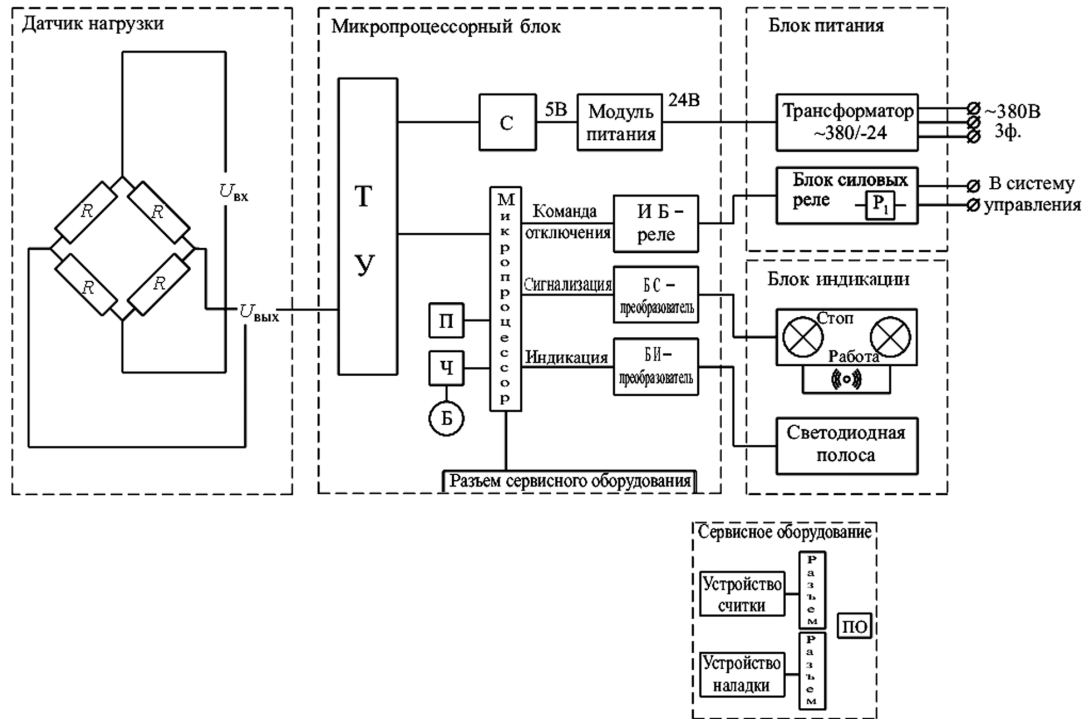 Датчик нагрузки
R
R
R
R
Uвх
Uвых
Микропроцессорный блок
Т
У
С
5В
Модуль
питания
24В
Микропроцессор
Команда
отключения
И Б –
реле
Сигнализация
Б С –
преобразователь
П
Ч
Б
Индикация
Б И –
преобразователь
Разъем сервисного оборудования
Блок питания
Трансформатор
~380/-24
~380В
3ф.
Блок силовых
реле
Р1
В систему
управления
Блок индикации
Стоп
Работа
Светодиодная
полоса
Сервисное оборудование
Устройство
считки
Разъем
ПО
Устройство
наладки
Разъем